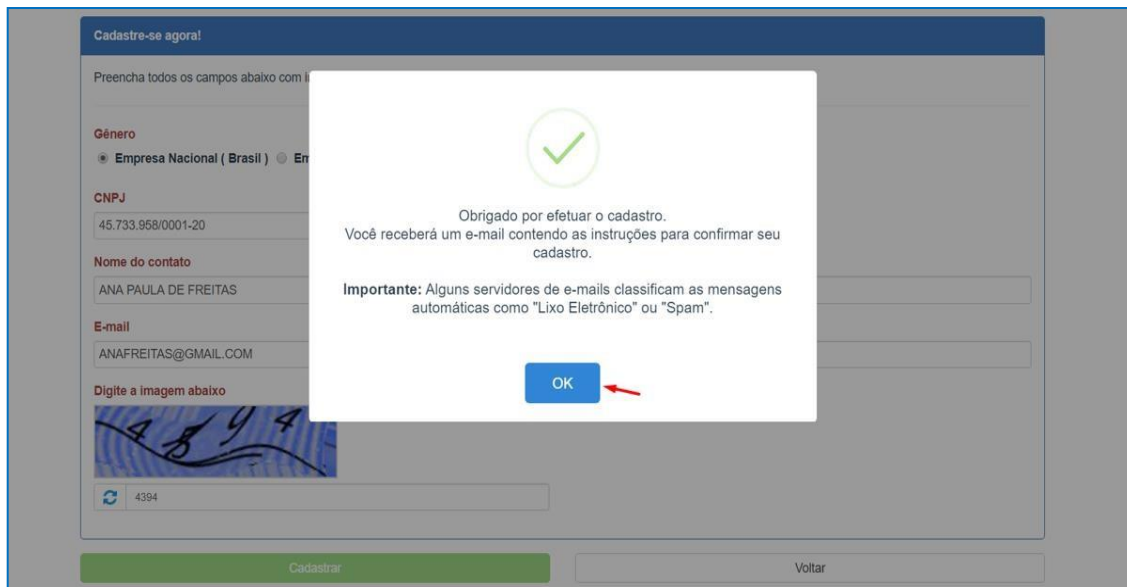 Cadastre-se agora!
Preencha todos os campos abaixo com
Gênero
Empresa Nacional ( Brasil )
CNPJ
45.733.958/0001-20
Nome do contato
ANA PAULA DE FREITAS
E-mail
ANAFREITAS@GMAIL.COM
Digite a imagem abaixo
4394
Cadastrar
Voltar
Obrigado por efetuar o cadastro.
Você receberá um e-mail contendo as instruções para confirmar seu
cadastro.
Importante: Alguns servidores de e-mails classificam as mensagens
automáticas como "Lixo Eletrônico" ou "Spam".
OK